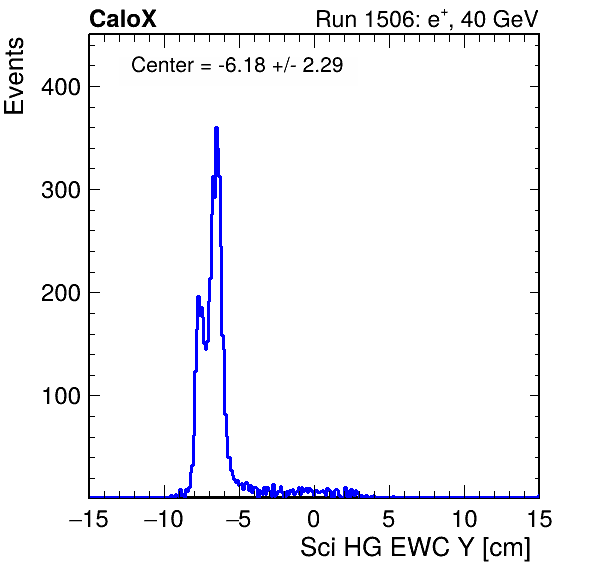 CaloX Run 1506: e⁺, 40 GeV
Events
Center = -6.18 +/- 2.29
400
300
200
100
−15 −10 −5 0 5 10 15
Sci HG EWC Y [cm]